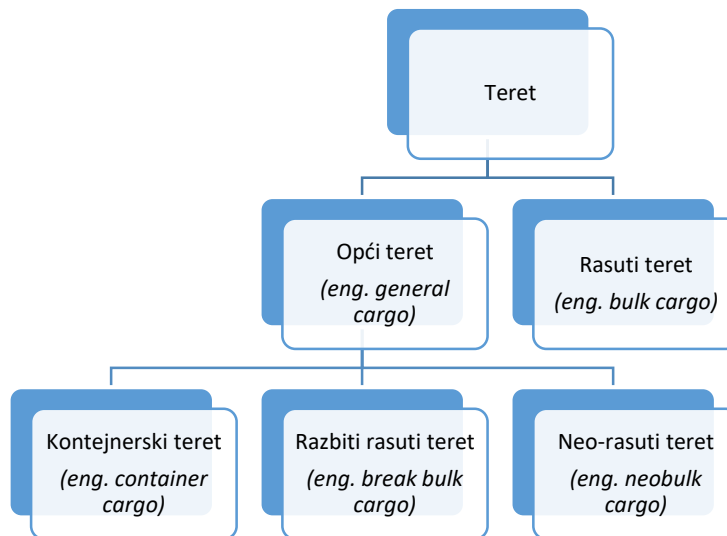 Teret
Opći teret
(eng. general
cargo)
Rasuti teret
(eng. bulk cargo)
Kontejnerski teret
(eng. container
cargo)
Razbiti rasuti teret
(eng. break bulk
cargo)
Neo-rasuti teret
(eng. neobulk
cargo)